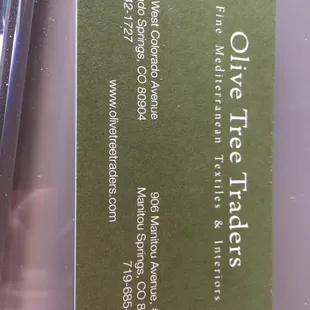 Olive Tree Traders
Fine Mediterranean Textiles & Interiors
West Colorado Avenue
Springs, CO 80904
-1727
www.olivetreetraders.com
906 Manitou Avenue,
Manitou Springs, CO
719-685